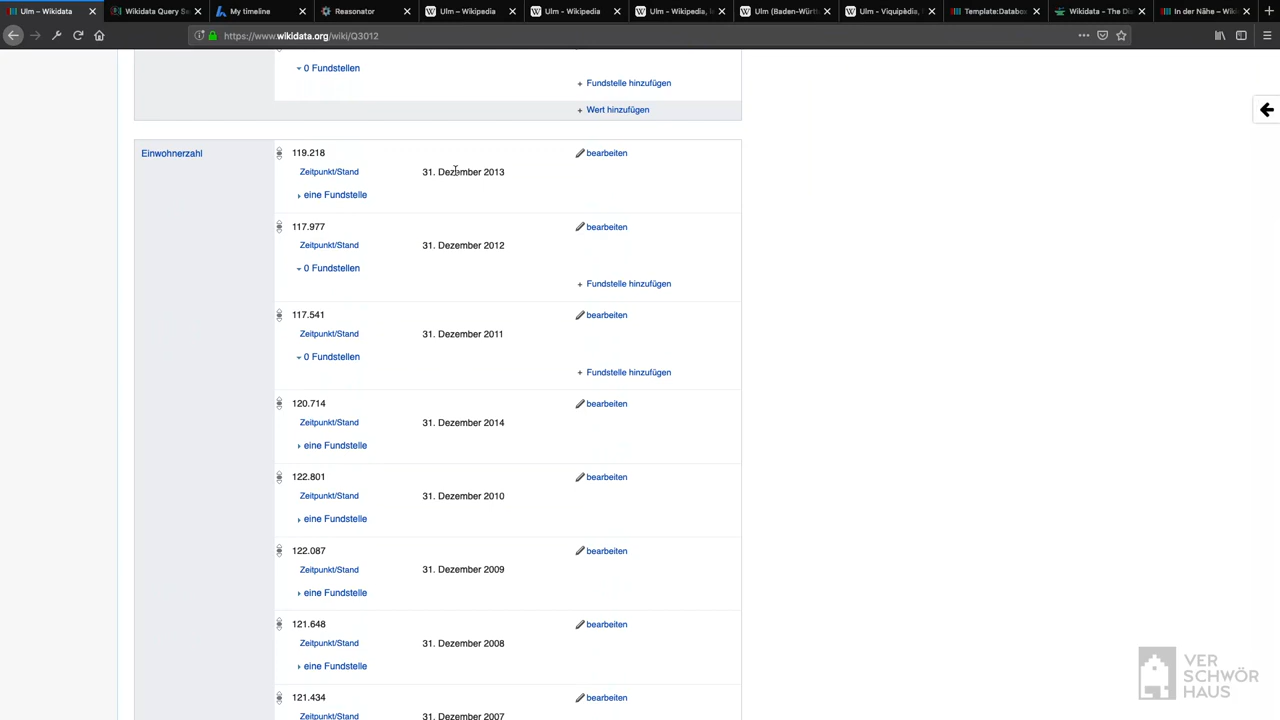 Ulm – Wikidata
Wikidata Query Se
My timeline
Reasonator
Ulm – Wikipedia
Ulm - Wikipedia
Ulm - Wikipedia, l
Ulm (Baden-Würt
Ulm - Viquipèdia, l
Template:Databo
Wikidata - The Di
In der Nähe – Wiki
https://www.wikidata.org/wiki/Q3012
0 Fundstellen
+ Fundstelle hinzufügen
+ Wert hinzufügen
Einwohnerzahl
119.218
bearbeiten
Zeitpunkt/Stand 31. Dezember 2013
eine Fundstelle
117.977
bearbeiten
Zeitpunkt/Stand 31. Dezember 2012
0 Fundstellen
+ Fundstelle hinzufügen
117.541
bearbeiten
Zeitpunkt/Stand 31. Dezember 2011
0 Fundstellen
+ Fundstelle hinzufügen
120.714
bearbeiten
Zeitpunkt/Stand 31. Dezember 2014
eine Fundstelle
122.801
bearbeiten
Zeitpunkt/Stand 31. Dezember 2010
eine Fundstelle
122.087
bearbeiten
Zeitpunkt/Stand 31. Dezember 2009
eine Fundstelle
121.648
bearbeiten
Zeitpunkt/Stand 31. Dezember 2008
eine Fundstelle
121.434
bearbeiten
Zeitpunkt/Stand 31. Dezember 2007
VER
SCHWÖR
HAUS